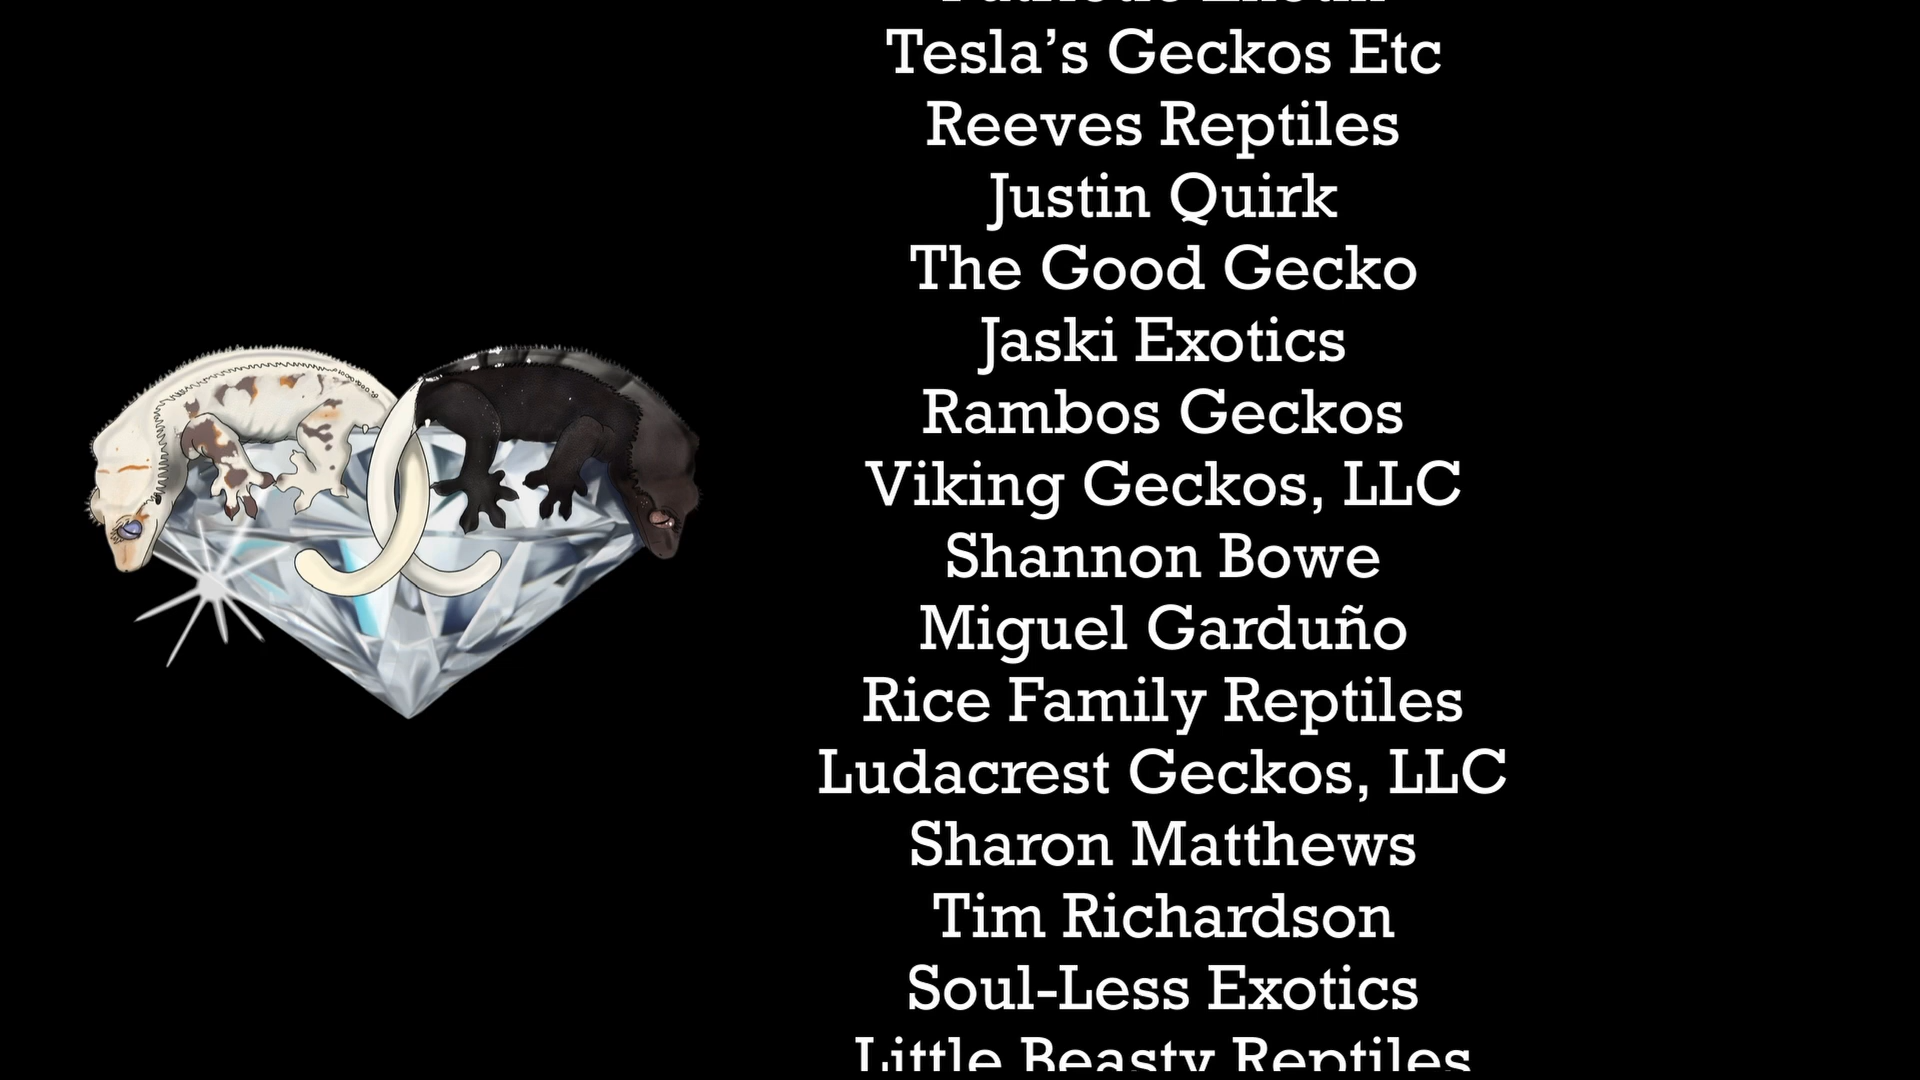 Tesla’s Geckos Etc
Reeves Reptiles
Justin Quirk
The Good Gecko
Jaski Exotics
Rambos Geckos
Viking Geckos, LLC
Shannon Bowe
Miguel Garduño
Rice Family Reptiles
Ludacrest Geckos, LLC
Sharon Matthews
Tim Richardson
Soul-Less Exotics
Little Beasty Reptiles